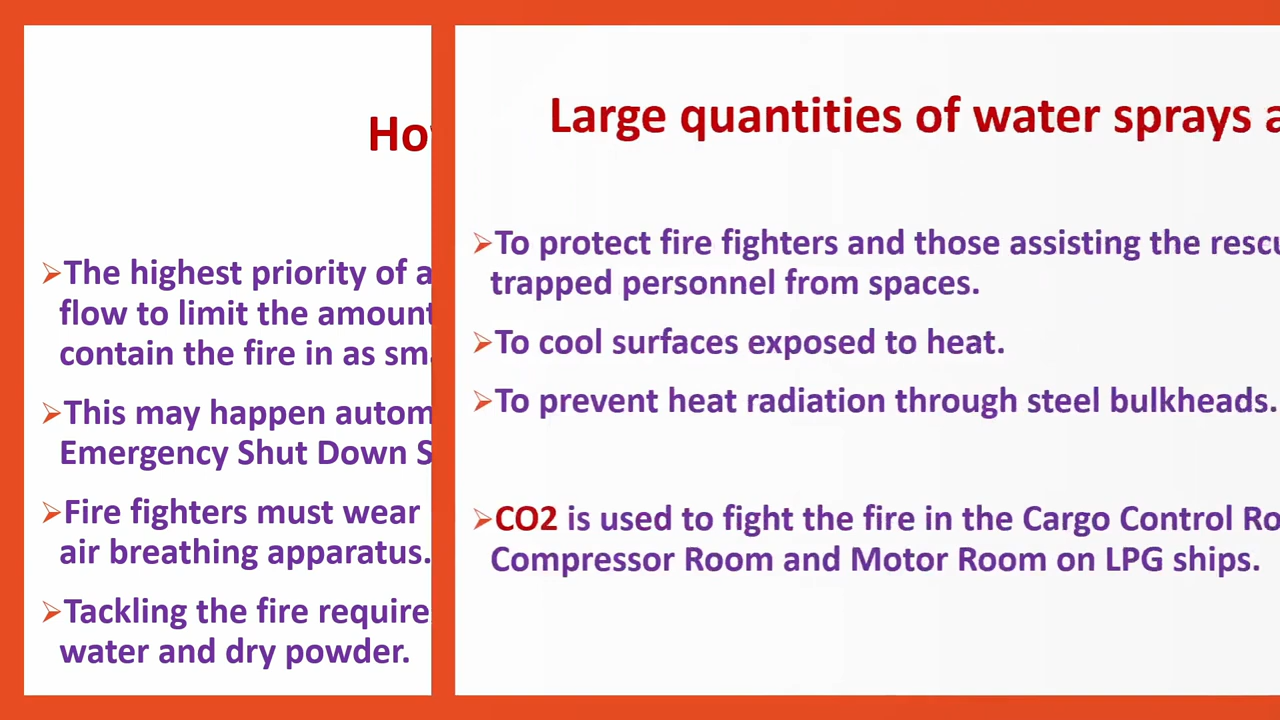 Ho
The highest priority of a
flow to limit the amount
contain the fire in as sm
This may happen autom
Emergency Shut Down S
Fire fighters must wear
air breathing apparatus.
Tackling the fire require
water and dry powder.
Large quantities of water sprays a
To protect fire fighters and those assisting the rescu
trapped personnel from spaces.
To cool surfaces exposed to heat.
To prevent heat radiation through steel bulkheads.
CO2 is used to fight the fire in the Cargo Control Ro
Compressor Room and Motor Room on LPG ships.